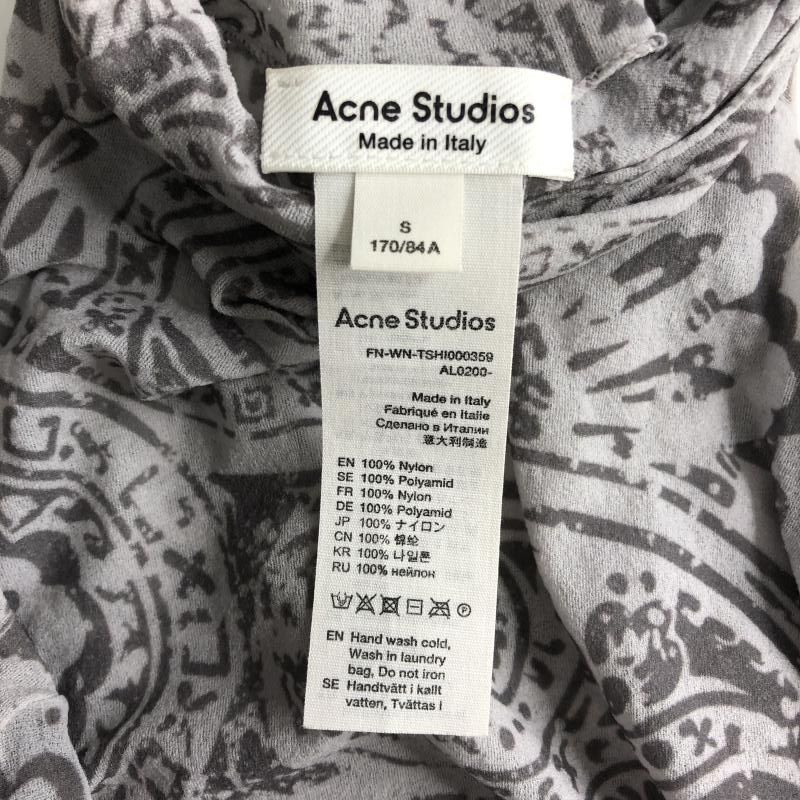 Acne Studios
Made in Italy
S
170/84A
Acne Studios
FN-WN-TSHI000359
AL0200-
Made in Italy
Fabriqué en Italie
Сделано в Италии
意大利制造
EN 100% Nylon
SE 100% Polyamid
FR 100% Nylon
DE 100% Polyamid
JP 100% ナイロン
CN 100% 锦纶
KR 100% 나일론
RU 100% нейлон
P
EN Hand wash cold,
Wash in laundry
bag, Do not iron
SE Handtvätt i kallt
vatten, Tvättas i